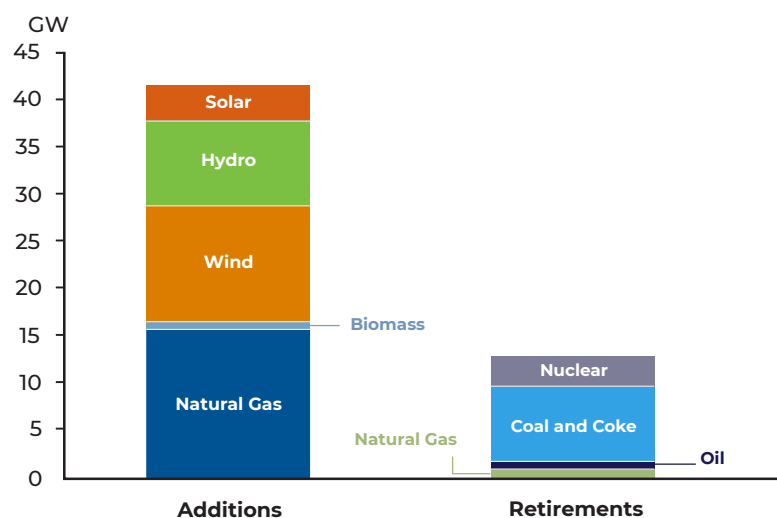 GW
45
40
35
30
25
20
15
10
5
0
Solar
Hydro
Wind
Biomass
Natural Gas
Nuclear
Coal and Coke
Natural Gas
Oil
Additions
Retirements